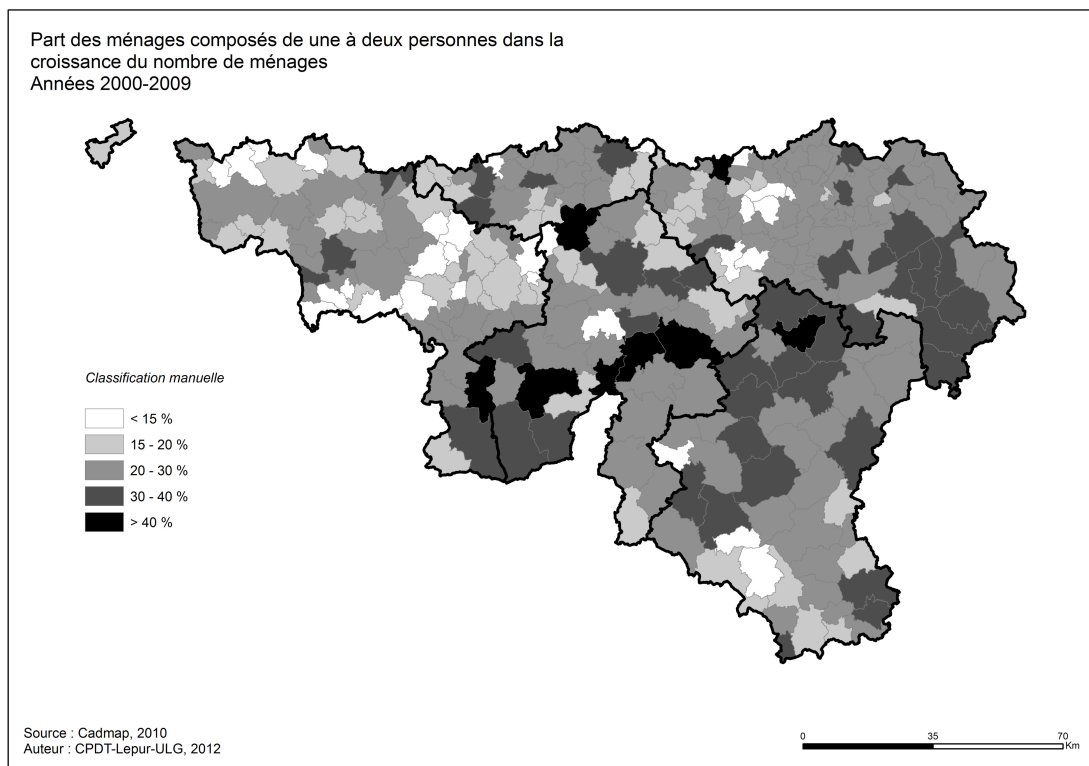 Part des ménages composés de une à deux personnes dans la
croissance du nombre de ménages
Années 2000-2009
Classification manuelle
< 15 %
15 - 20 %
20 - 30 %
30 - 40 %
> 40 %
Source : Cadmap, 2010
Auteur : CPDT-Lepur-ULG, 2012
0 35 70
Km